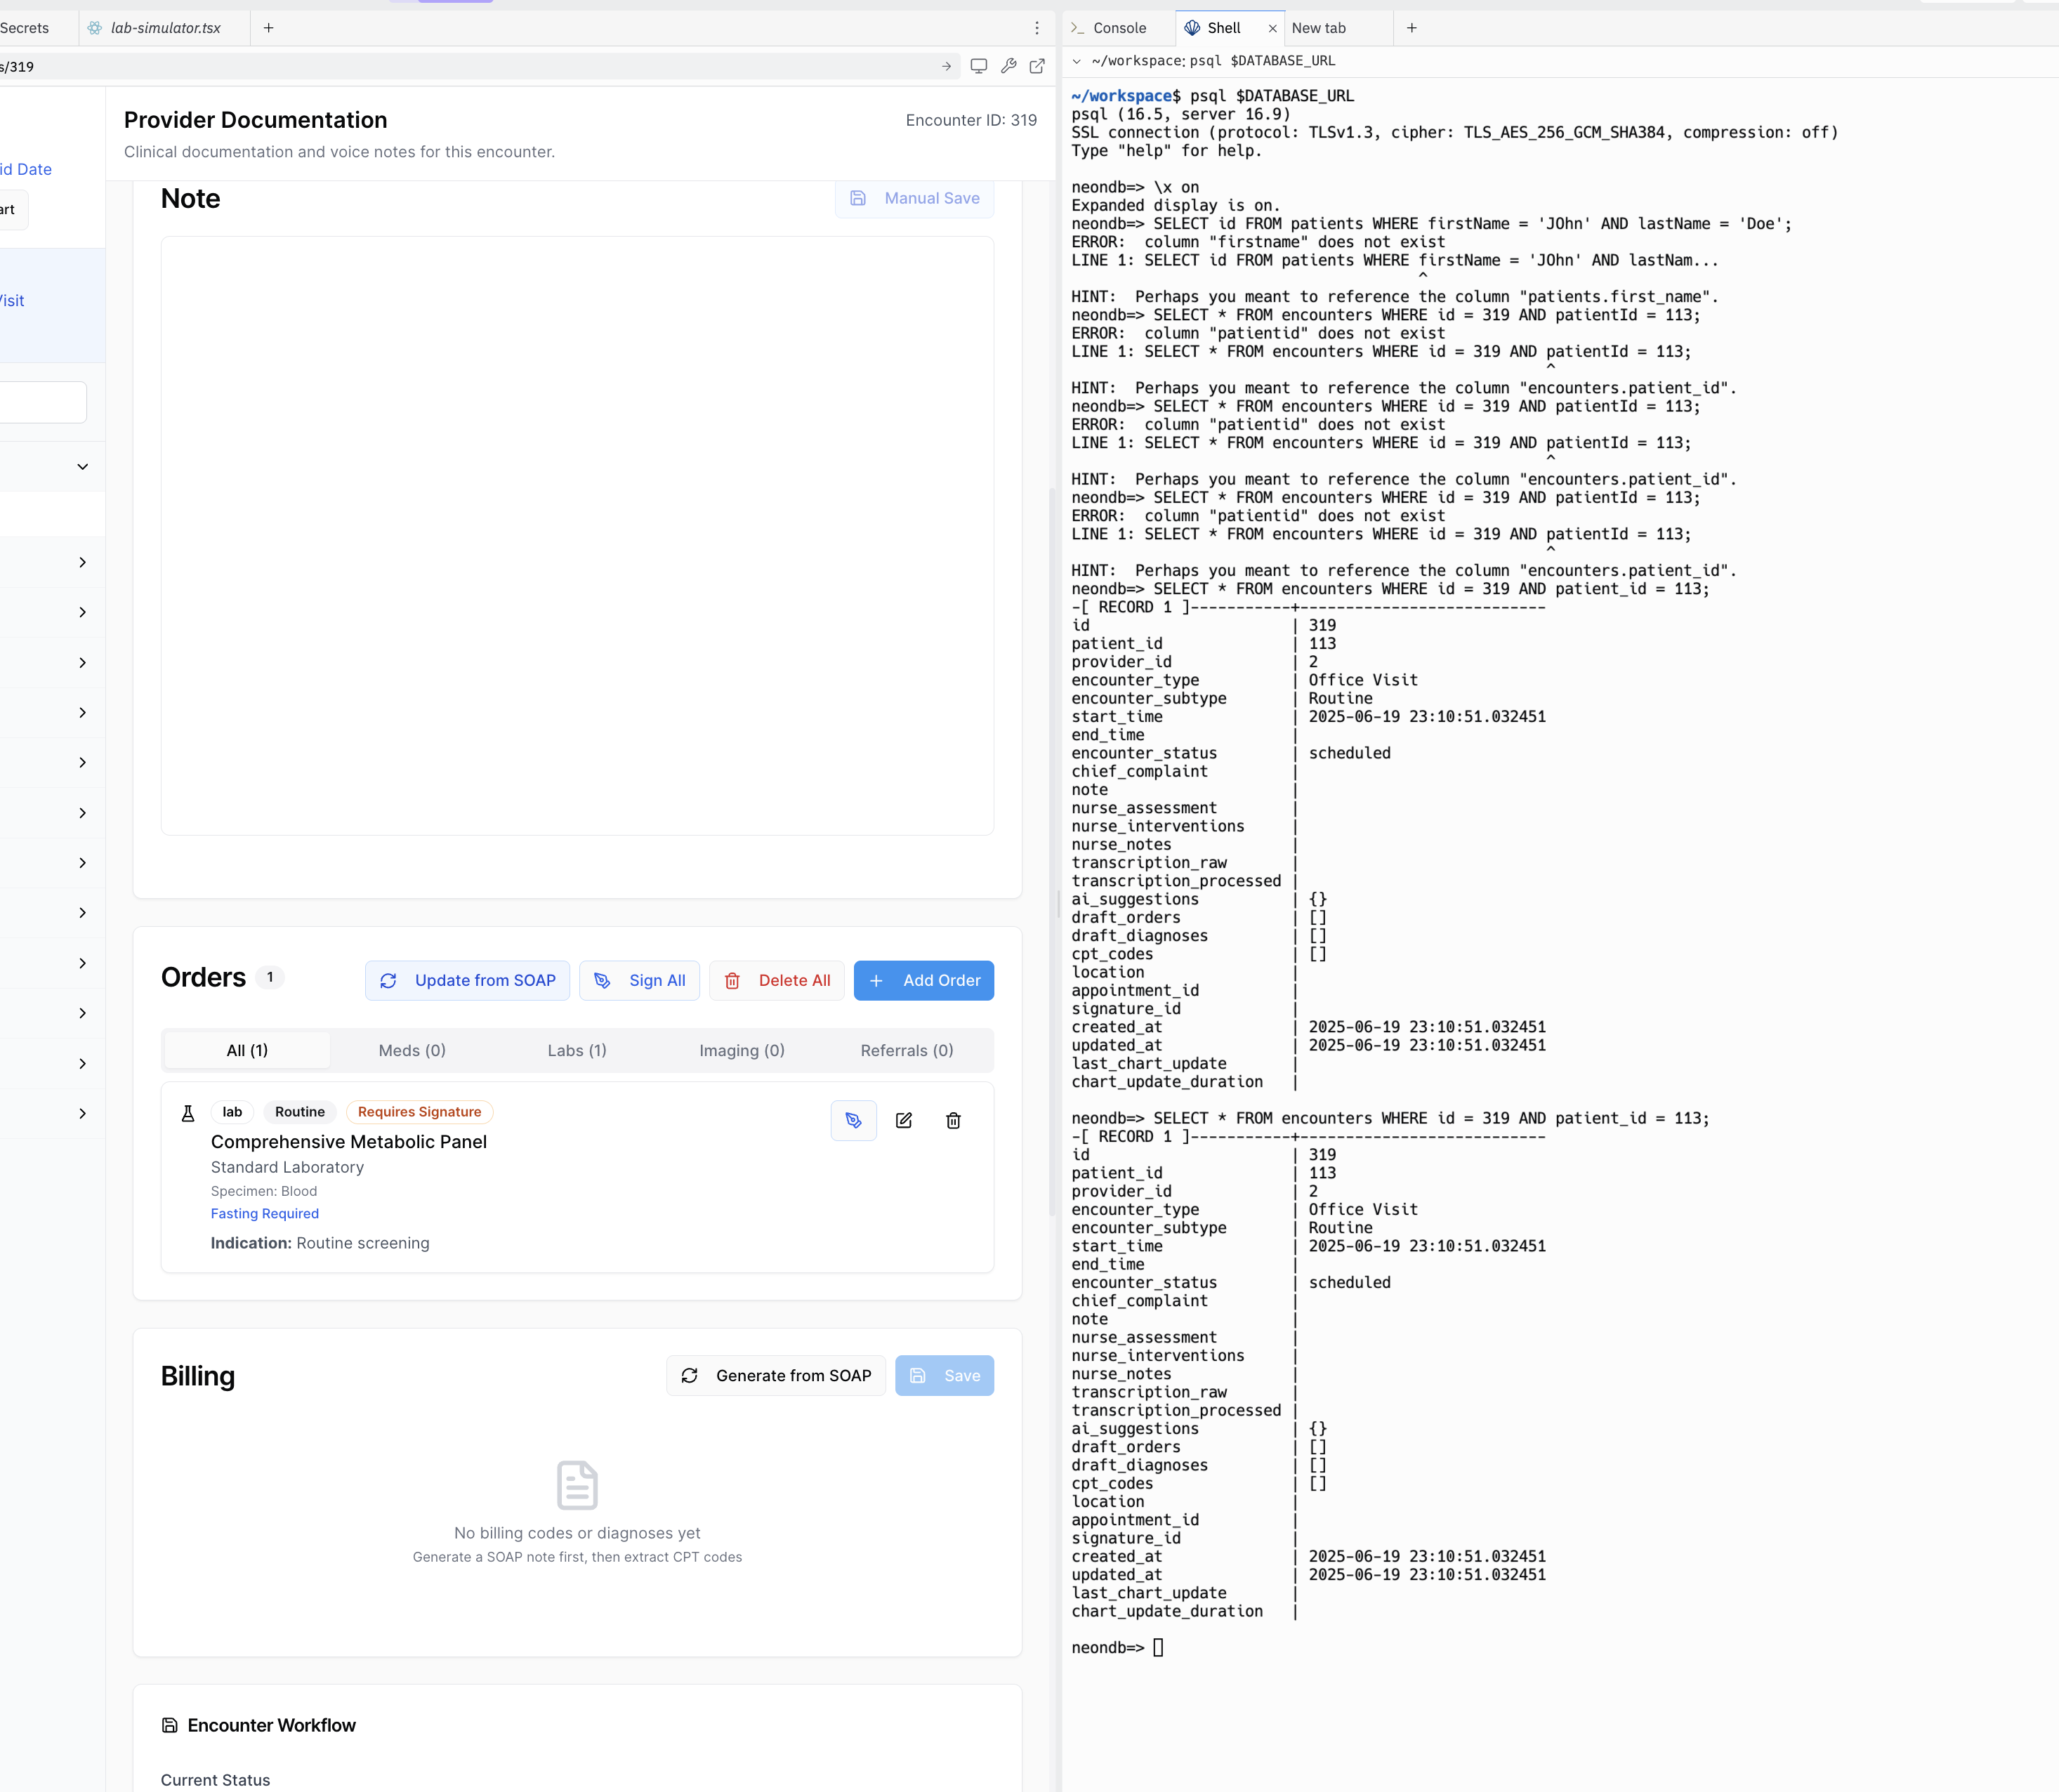 Secrets
lab-simulator.tsx
s/319
id Date
art
Visit
Provider Documentation
Encounter ID: 319
Clinical documentation and voice notes for this encounter.
Note
Manual Save
Orders 1
Update from SOAP
Sign All
Delete All
Add Order
All (1)
Meds (0)
Labs (1)
Imaging (0)
Referrals (0)
lab Routine Requires Signature
Comprehensive Metabolic Panel
Standard Laboratory
Specimen: Blood
Fasting Required
Indication: Routine screening
Billing
Generate from SOAP
Save
No billing codes or diagnoses yet
Generate a SOAP note first, then extract CPT codes
Encounter Workflow
Current Status
Console
Shell
New tab
~/workspace: psql $DATABASE_URL
~/workspace$ psql $DATABASE_URL
psql (16.5, server 16.9)
SSL connection (protocol: TLSv1.3, cipher: TLS_AES_256_GCM_SHA384, compression: off)
Type "help" for help.
neondb=> \x on
Expanded display is on.
neondb=> SELECT id FROM patients WHERE firstName = 'JOhn' AND lastName = 'Doe';
ERROR:  column "firstname" does not exist
LINE 1: SELECT id FROM patients WHERE firstName = 'JOhn' AND lastNam...
^
HINT:  Perhaps you meant to reference the column "patients.first_name".
neondb=> SELECT * FROM encounters WHERE id = 319 AND patientId = 113;
ERROR:  column "patientid" does not exist
LINE 1: SELECT * FROM encounters WHERE id = 319 AND patientId = 113;
^
HINT:  Perhaps you meant to reference the column "encounters.patient_id".
neondb=> SELECT * FROM encounters WHERE id = 319 AND patientId = 113;
ERROR:  column "patientid" does not exist
LINE 1: SELECT * FROM encounters WHERE id = 319 AND patientId = 113;
^
HINT:  Perhaps you meant to reference the column "encounters.patient_id".
neondb=> SELECT * FROM encounters WHERE id = 319 AND patientId = 113;
ERROR:  column "patientid" does not exist
LINE 1: SELECT * FROM encounters WHERE id = 319 AND patientId = 113;
^
HINT:  Perhaps you meant to reference the column "encounters.patient_id".
neondb=> SELECT * FROM encounters WHERE id = 319 AND patient_id = 113;
-[ RECORD 1 ]-----------+---------------------------
id | 319
patient_id | 113
provider_id | 2
encounter_type | Office Visit
encounter_subtype | Routine
start_time | 2025-06-19 23:10:51.032451
end_time |
encounter_status | scheduled
chief_complaint |
note |
nurse_assessment |
nurse_interventions |
nurse_notes |
transcription_raw |
transcription_processed |
ai_suggestions | {}
draft_orders | []
draft_diagnoses | []
cpt_codes | []
location |
appointment_id |
signature_id |
created_at | 2025-06-19 23:10:51.032451
updated_at | 2025-06-19 23:10:51.032451
last_chart_update |
chart_update_duration |
neondb=> SELECT * FROM encounters WHERE id = 319 AND patient_id = 113;
-[ RECORD 1 ]-----------+---------------------------
id | 319
patient_id | 113
provider_id | 2
encounter_type | Office Visit
encounter_subtype | Routine
start_time | 2025-06-19 23:10:51.032451
end_time |
encounter_status | scheduled
chief_complaint |
note |
nurse_assessment |
nurse_interventions |
nurse_notes |
transcription_raw |
transcription_processed |
ai_suggestions | {}
draft_orders | []
draft_diagnoses | []
cpt_codes | []
location |
appointment_id |
signature_id |
created_at | 2025-06-19 23:10:51.032451
updated_at | 2025-06-19 23:10:51.032451
last_chart_update |
chart_update_duration |
neondb=>